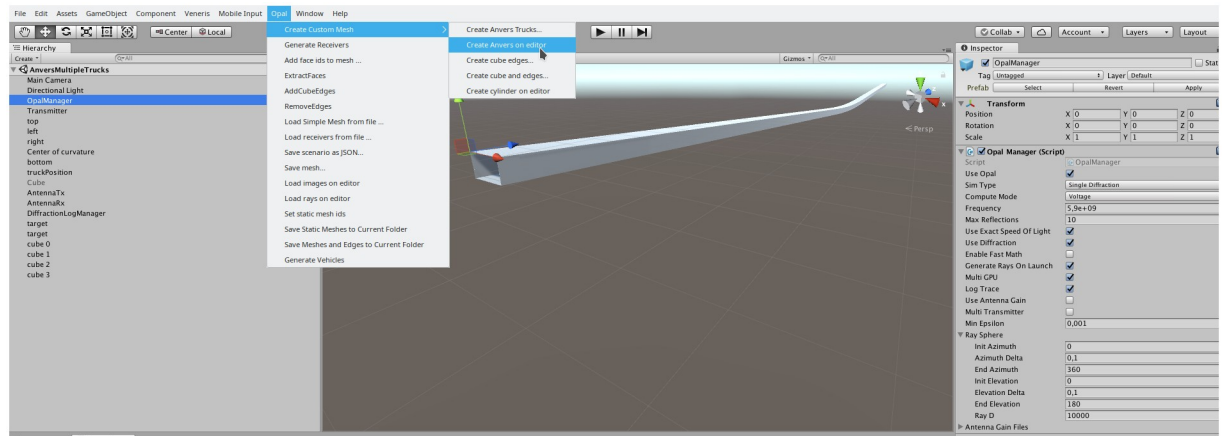 File Edit Assets GameObject Component Veneris Mobile Input Opal Window Help
Center Local
Collab Account Layers Layout
Create Custom Mesh
Generate Receivers
Add face ids to mesh ...
ExtractFaces
AddCubeEdges
RemoveEdges
Load Simple Mesh from file ...
Load receivers from file ...
Save scenario as JSON...
Save mesh...
Load images on editor
Load rays on editor
Set static mesh ids
Save Static Meshes to Current Folder
Save Meshes and Edges to Current Folder
Generate Vehicles
Create Anvers Trucks...
Create Anvers on editor
Create cube edges...
Create cube and edges...
Create cylinder on editor
Hierarchy
Create All
AnversMultipleTrucks
Main Camera
Directional Light
OpalManager
Transmitter
top
left
right
Center of curvature
bottom
truckPosition
Cube
AntennaTx
AntennaRx
DiffractionLogManager
target
target
cube 0
cube 1
cube 2
cube 3
Gizmos All
x
Persp
Inspector
OpalManager Stat
Tag Untagged Layer Default
Prefab Select Revert Apply
Transform
Position X 0 Y 0 Z 0
Rotation X 0 Y 0 Z 0
Scale X 1 Y 1 Z 1
Opal Manager (Script)
Script OpalManager
Use Opal
Sim Type Single Diffraction
Compute Mode Voltage
Frequency 5,9e+09
Max Reflections 10
Use Exact Speed Of Light
Use Diffraction
Enable Fast Math
Generate Rays On Launch
Multi GPU
Log Trace
Use Antenna Gain
Multi Transmitter
Min Epsilon 0,001
Ray Sphere
Init Azimuth 0
Azimuth Delta 0,1
End Azimuth 360
Init Elevation 0
Elevation Delta 0,1
End Elevation 180
Ray D 10000
Antenna Gain Files